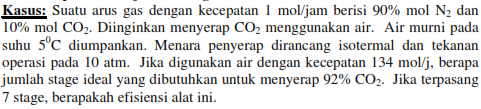 Kasus: Suatu arus gas dengan kecepatan 1 mol/jam berisi 90% mol N₂ dan
10% mol CO₂. Diinginkan menyerap CO₂ menggunakan air. Air murni pada
suhu 5⁰C diumpankan. Menara penyerap dirancang isotermal dan tekanan
operasi pada 10 atm. Jika digunakan air dengan kecepatan 134 mol/j, berapa
jumlah stage ideal yang dibutuhkan untuk menyerap 92% CO₂. Jika terpasang
7 stage, berapakah efisiensi alat ini.